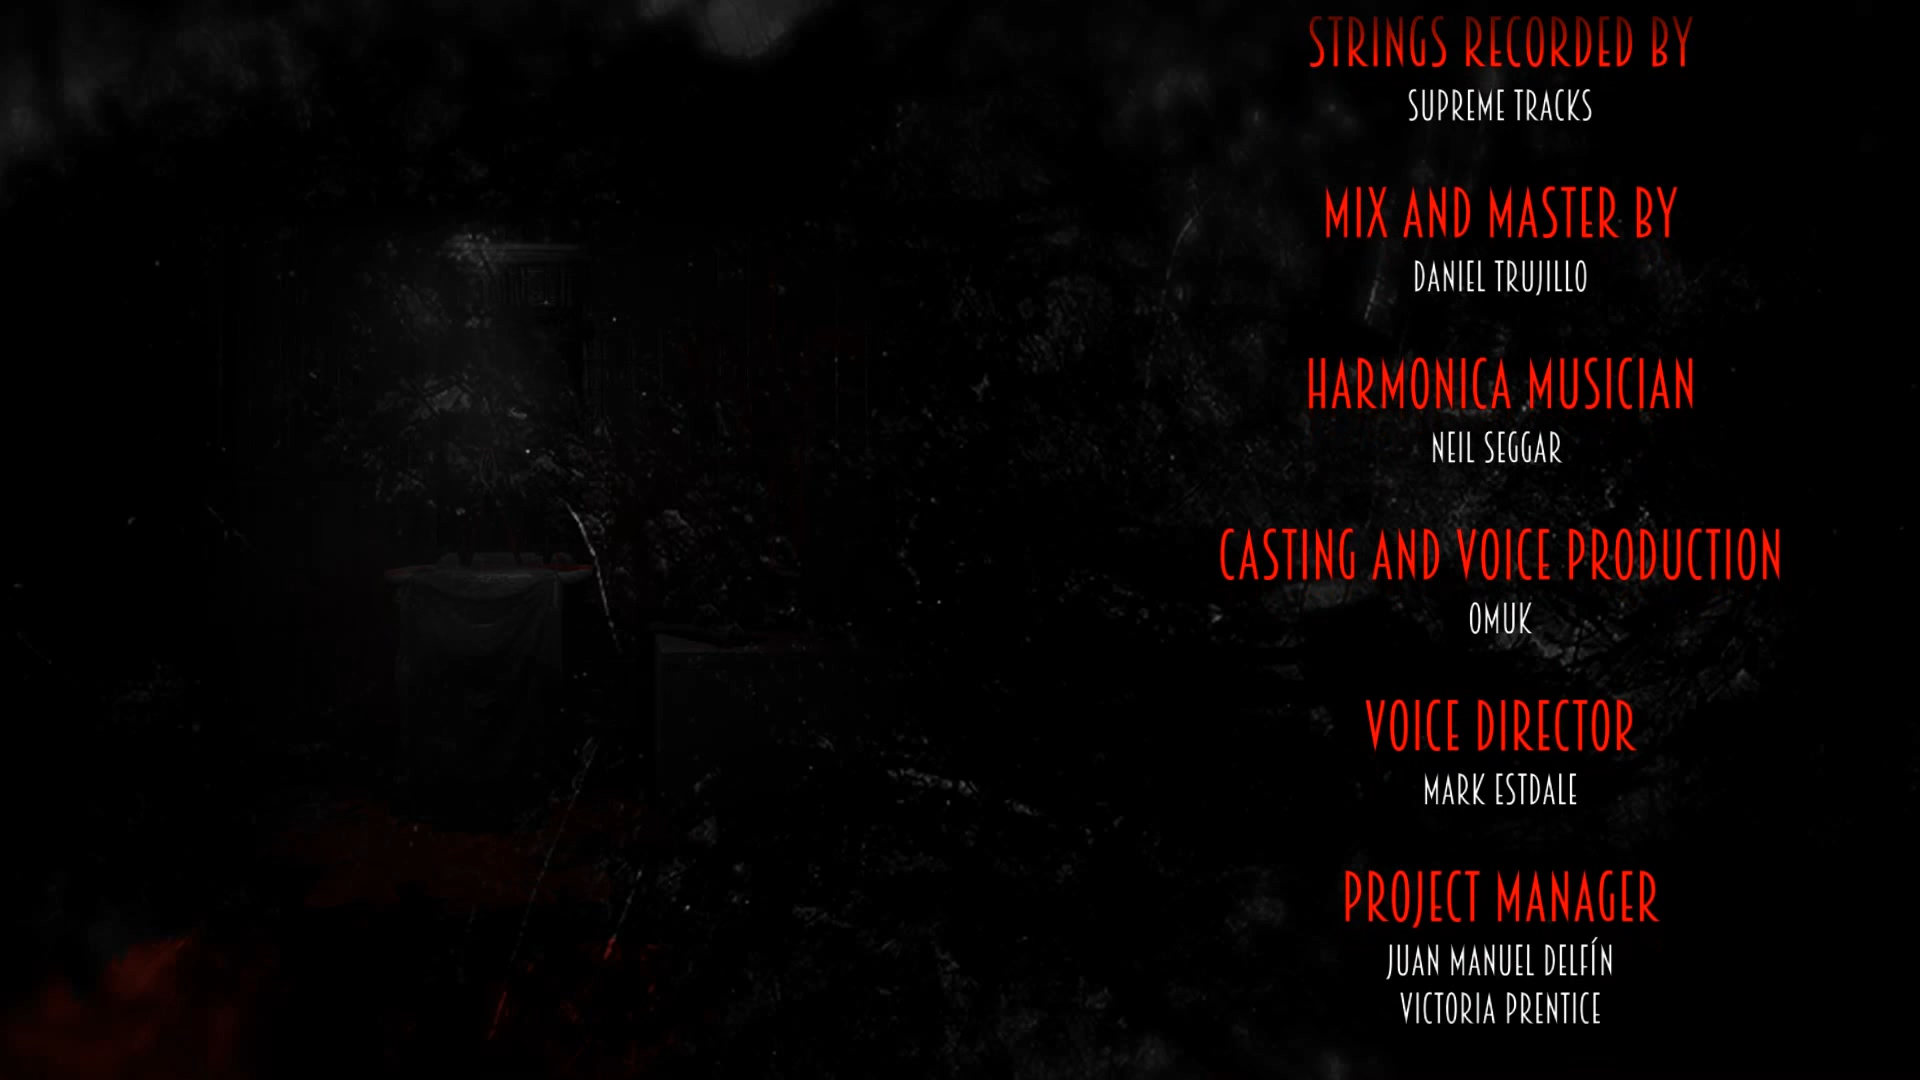 STRINGS RECORDED BY
SUPREME TRACKS
MIX AND MASTER BY
DANIEL TRUJILLO
HARMONICA MUSICIAN
NEIL SEGGAR
CASTING AND VOICE PRODUCTION
OMUK
VOICE DIRECTOR
MARK ESTDALE
PROJECT MANAGER
JUAN MANUEL DELFÍN
VICTORIA PRENTICE